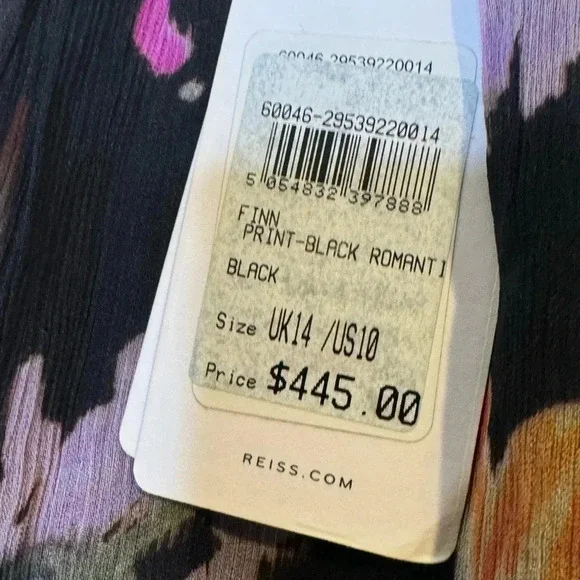 60046-29539220014
60046-29539220014
5 054832 397888
FINN
PRINT-BLACK ROMANTI
BLACK
Size UK14 /US10
Price $445.00
REISS.COM